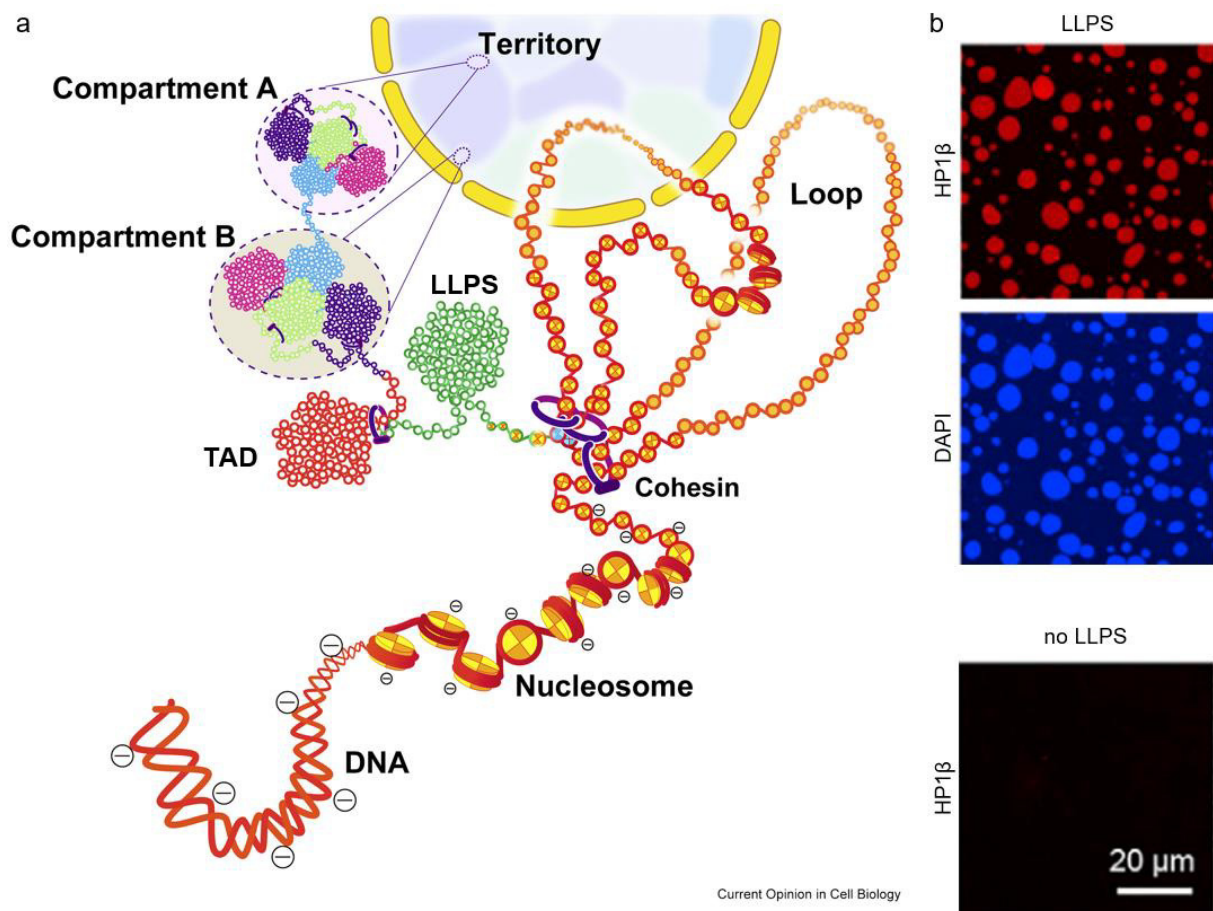 a
Territory
Compartment A
Loop
Compartment B
LLPS
TAD
Cohesin
Nucleosome
DNA
Current Opinion in Cell Biology
b
LLPS
HP1β
DAPI
no LLPS
HP1β
20 μm